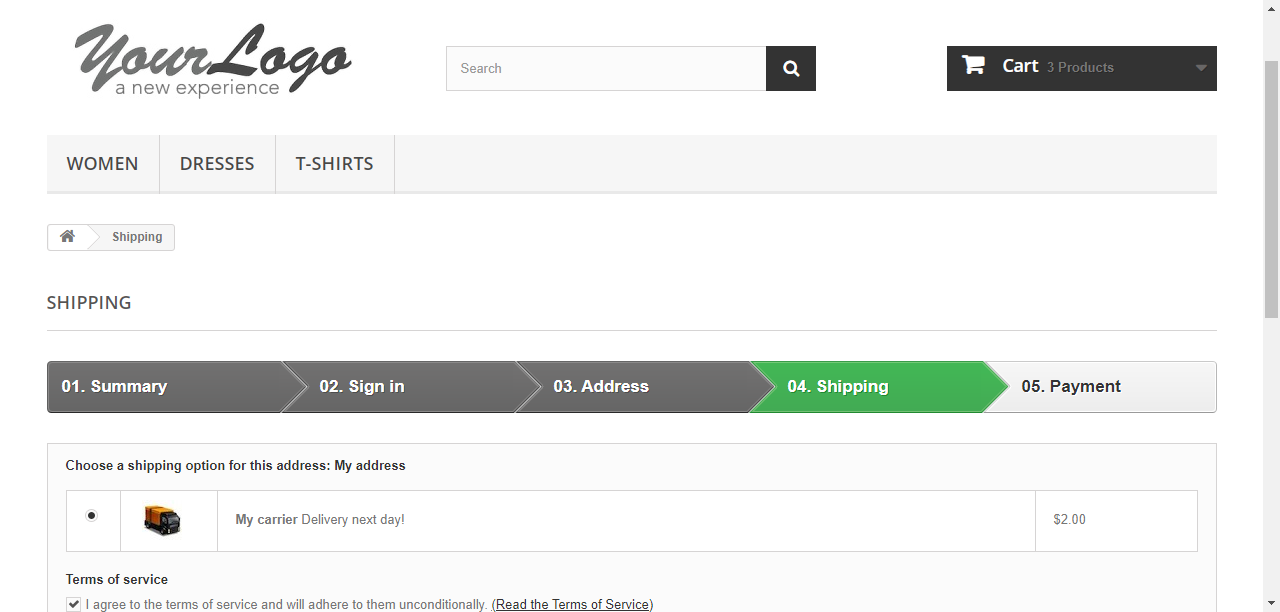 YourLogo
a new experience
Search
Cart 3 Products
WOMEN DRESSES T-SHIRTS
Shipping
SHIPPING
01. Summary 02. Sign in 03. Address 04. Shipping 05. Payment
Choose a shipping option for this address: My address
My carrier Delivery next day! $2.00
Terms of service
I agree to the terms of service and will adhere to them unconditionally. (Read the Terms of Service)